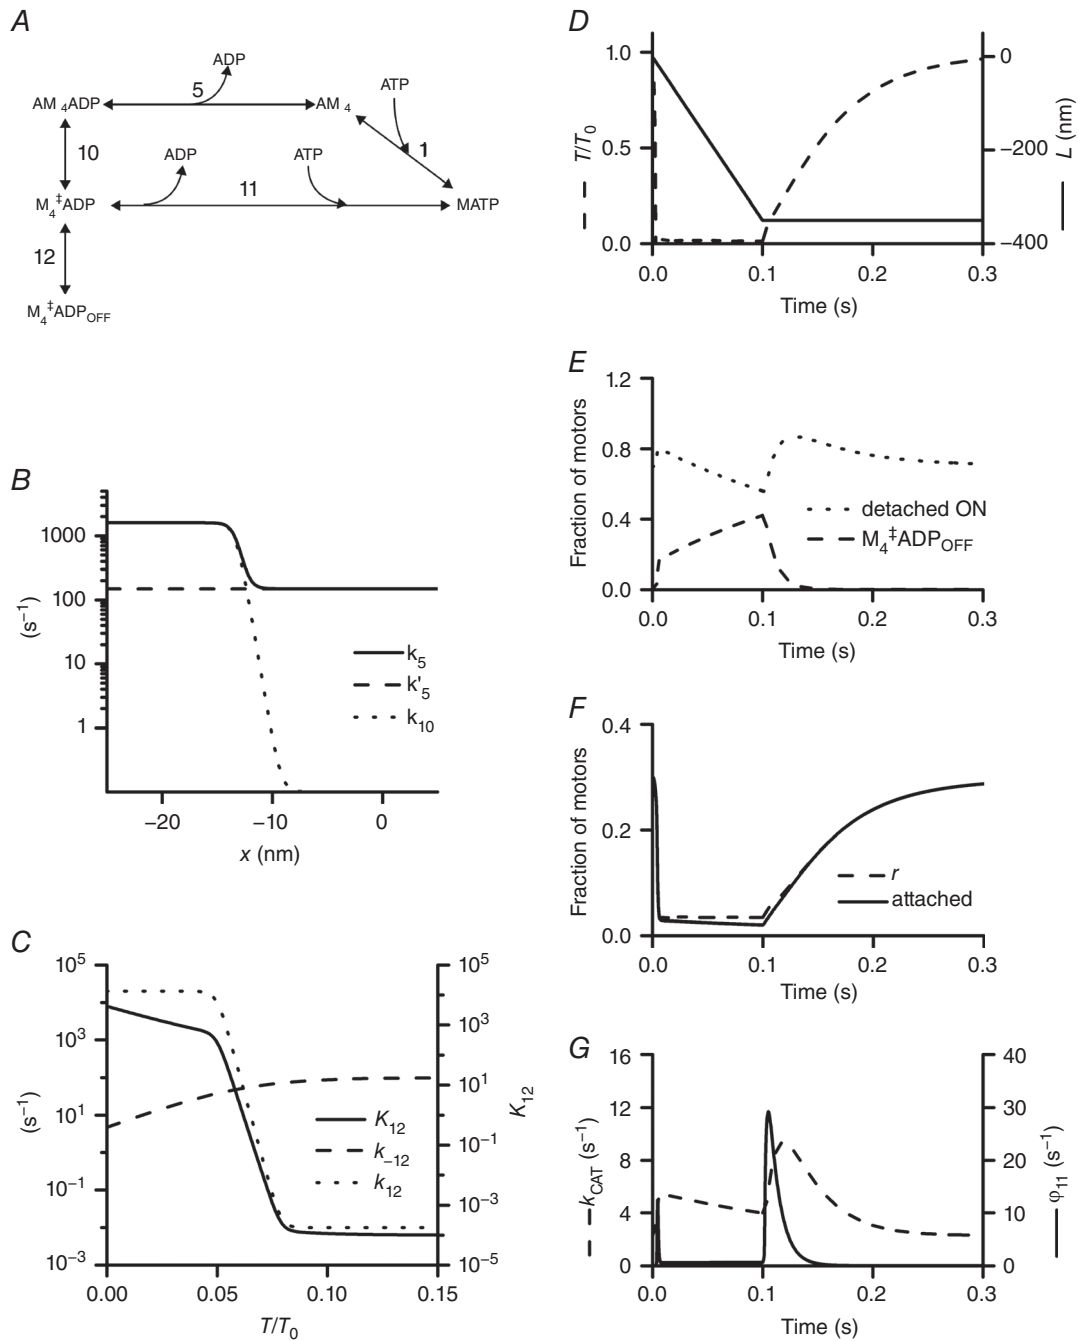 A
ADP
5
ATP
AM₄ADP
AM₄
10
1
ADP
ATP
11
M₄‡ADP
MATP
12
M₄‡ADP_OFF
B
1000
100
10
1
(s⁻¹)
k₅
k'₅
k₁₀
−20
−10
0
x (nm)
C
10⁵
10³
10¹
10⁻¹
10⁻³
(s⁻¹)
10⁵
10³
10¹
10⁻¹
10⁻³
10⁻⁵
K₁₂
K₁₂
k₋₁₂
k₁₂
0.00
0.05
0.10
0.15
T/T₀
D
1.0
0.5
0.0
T/T₀
0
−200
−400
L (nm)
0.0
0.1
0.2
0.3
Time (s)
E
1.2
0.8
0.4
0.0
Fraction of motors
detached ON
M₄‡ADP_OFF
0.0
0.1
0.2
0.3
Time (s)
F
0.4
0.2
0.0
Fraction of motors
r
attached
0.0
0.1
0.2
0.3
Time (s)
G
16
12
8
4
0
k_CAT (s⁻¹)
40
30
20
10
0
φ₁₁ (s⁻¹)
0.0
0.1
0.2
0.3
Time (s)